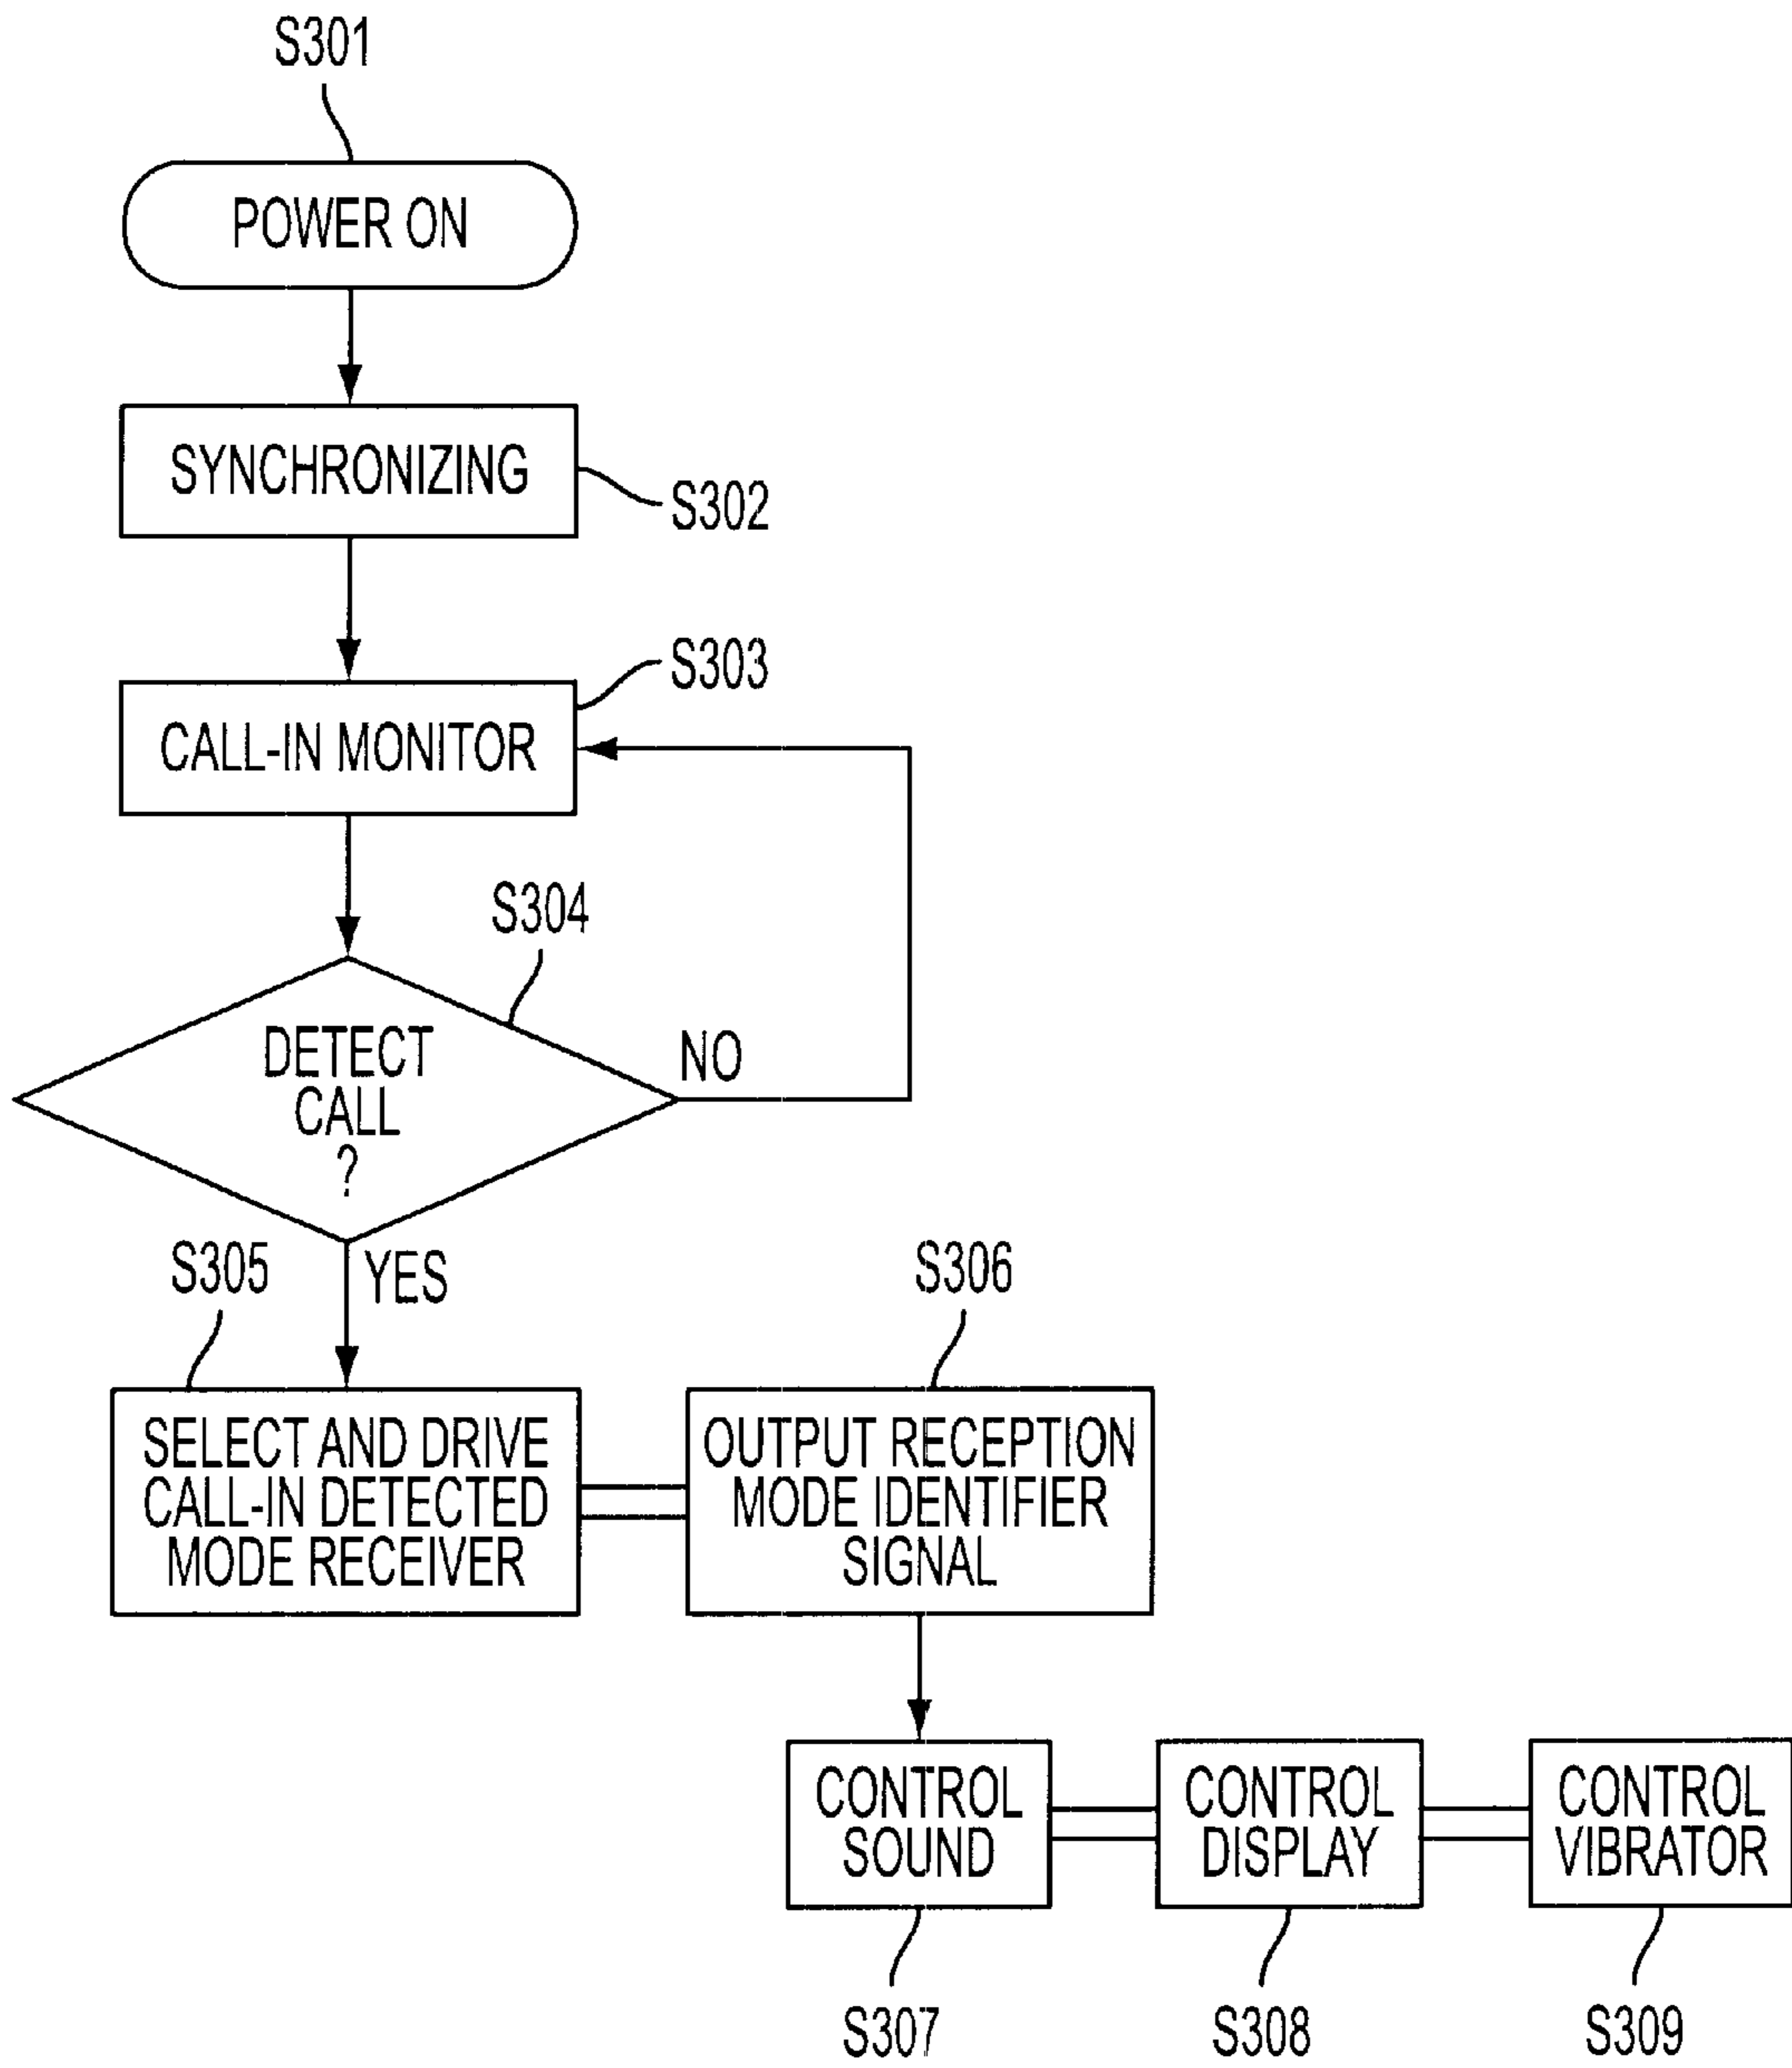 S301
POWER ON
SYNCHRONIZING
S302
S303
CALL-IN MONITOR
S304
DETECT
CALL
?
NO
YES
S305
S306
SELECT AND DRIVE
CALL-IN DETECTED
MODE RECEIVER
OUTPUT RECEPTION
MODE IDENTIFIER
SIGNAL
CONTROL
SOUND
CONTROL
DISPLAY
CONTROL
VIBRATOR
S307
S308
S309